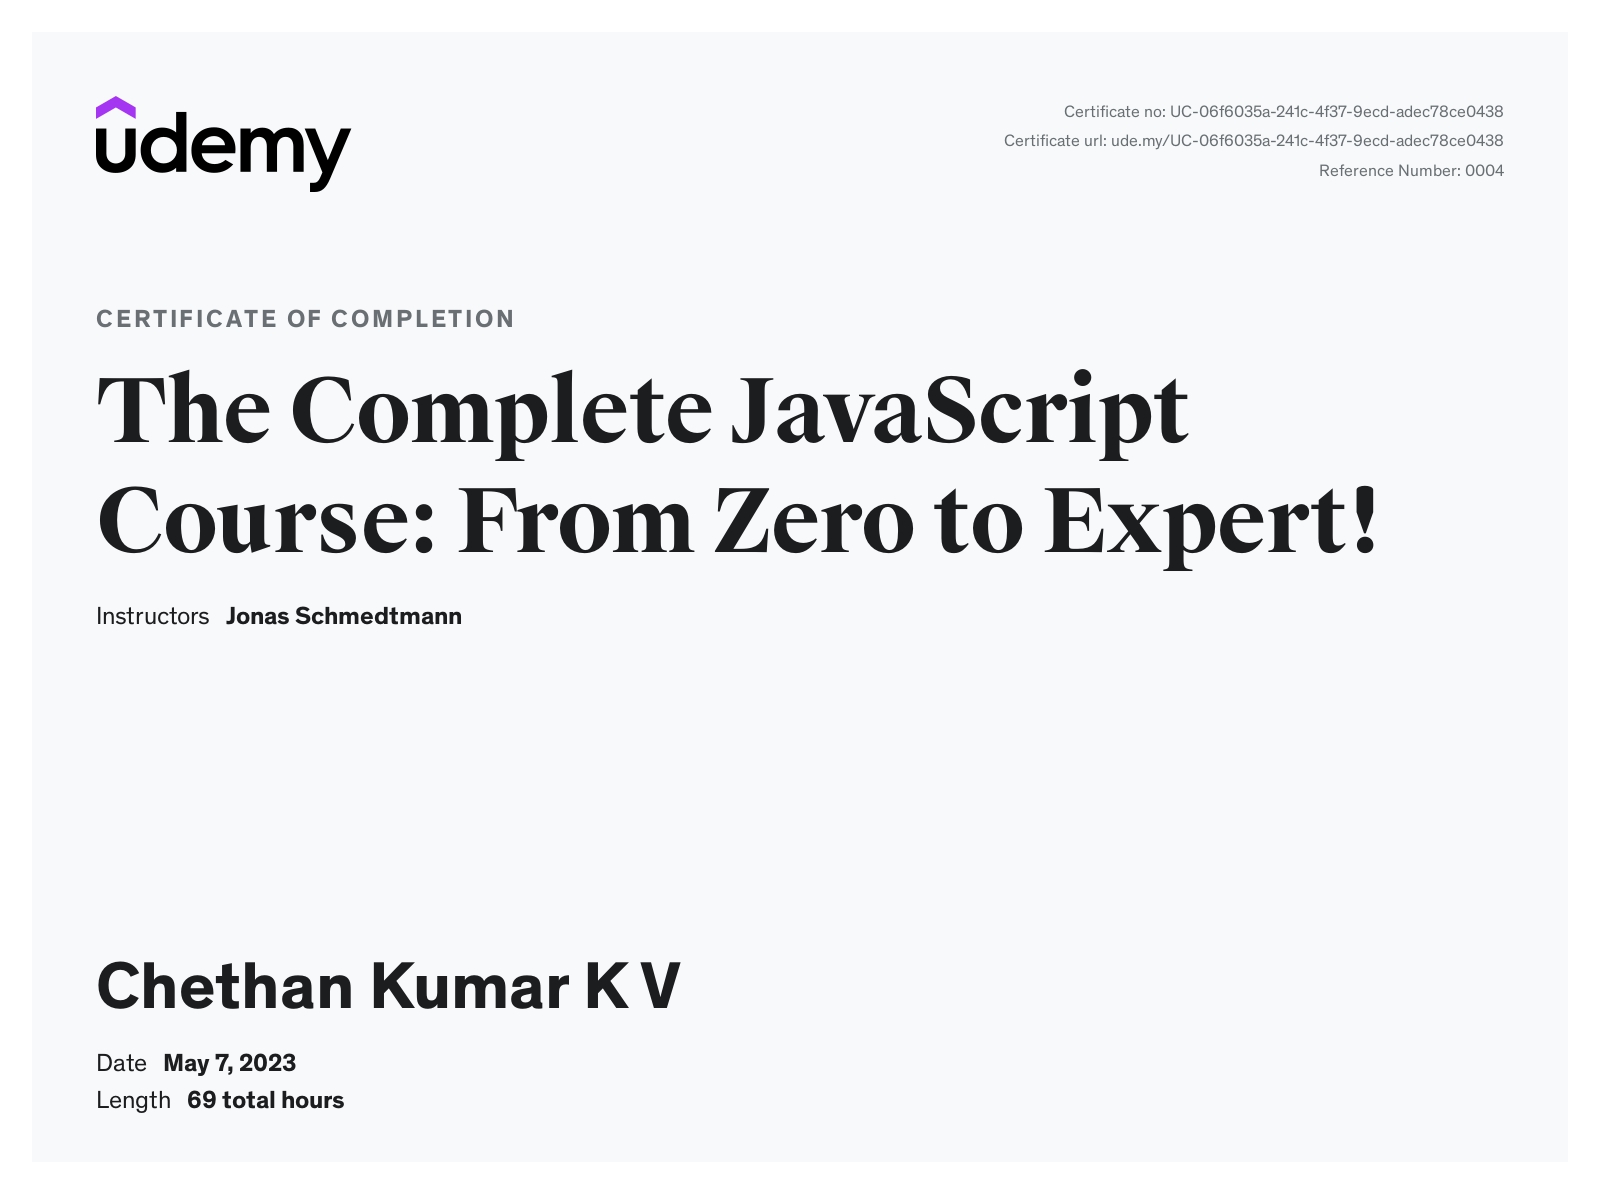 udemy
Certificate no: UC-06f6035a-241c-4f37-9ecd-adec78ce0438
Certificate url: ude.my/UC-06f6035a-241c-4f37-9ecd-adec78ce0438
Reference Number: 0004
CERTIFICATE OF COMPLETION
The Complete JavaScript
Course: From Zero to Expert!
Instructors Jonas Schmedtmann
Chethan Kumar K V
Date May 7, 2023
Length 69 total hours